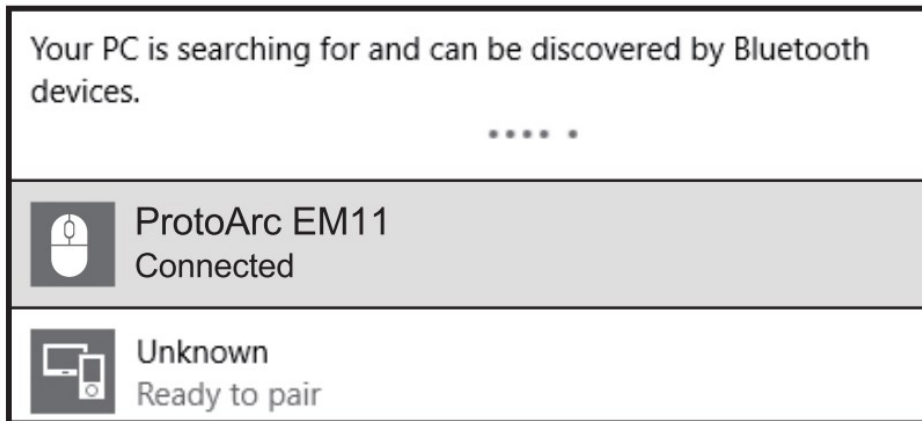 Your PC is searching for and can be discovered by Bluetooth
devices.
ProtoArc EM11
Connected
Unknown
Ready to pair